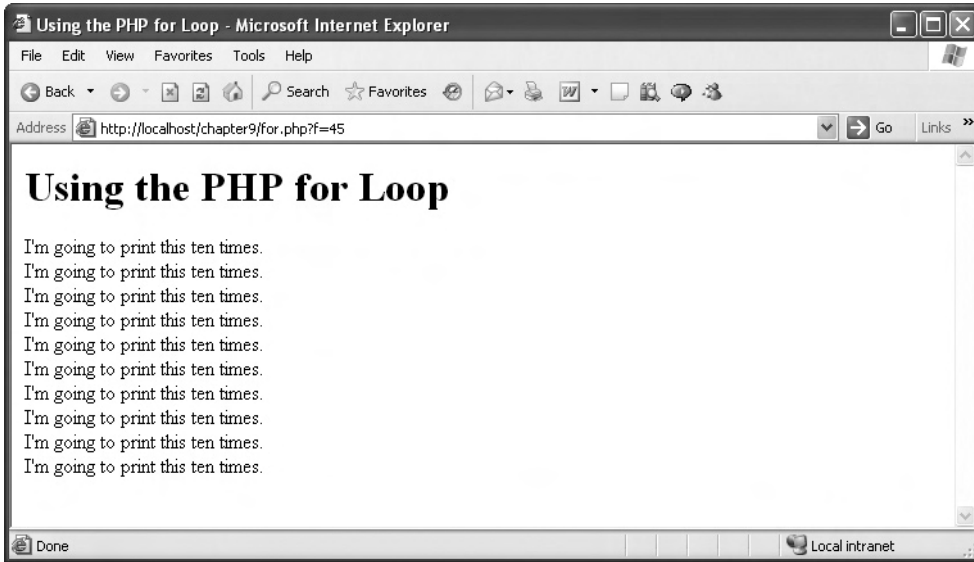 Using the PHP for Loop - Microsoft Internet Explorer
File Edit View Favorites Tools Help
Back Search Favorites W
Address http://localhost/chapter9/for.php?f=45 Go Links »
Using the PHP for Loop
I'm going to print this ten times.
I'm going to print this ten times.
I'm going to print this ten times.
I'm going to print this ten times.
I'm going to print this ten times.
I'm going to print this ten times.
I'm going to print this ten times.
I'm going to print this ten times.
I'm going to print this ten times.
I'm going to print this ten times.
Done Local intranet